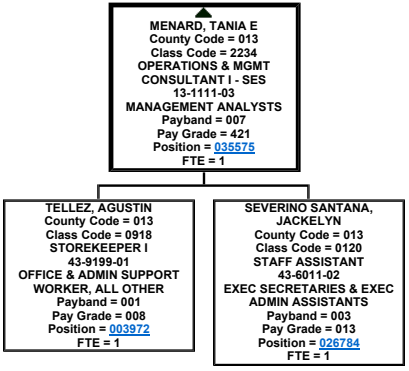 MENARD, TANIA E
County Code = 013
Class Code = 2234
OPERATIONS & MGMT
CONSULTANT I - SES
13-1111-03
MANAGEMENT ANALYSTS
Payband = 007
Pay Grade = 421
Position = 035575
FTE = 1
TELLEZ, AGUSTIN
County Code = 013
Class Code = 0918
STOREKEEPER I
43-9199-01
OFFICE & ADMIN SUPPORT
WORKER, ALL OTHER
Payband = 001
Pay Grade = 008
Position = 003972
FTE = 1
SEVERINO SANTANA,
JACKELYN
County Code = 013
Class Code = 0120
STAFF ASSISTANT
43-6011-02
EXEC SECRETARIES & EXEC
ADMIN ASSISTANTS
Payband = 003
Pay Grade = 013
Position = 026784
FTE = 1